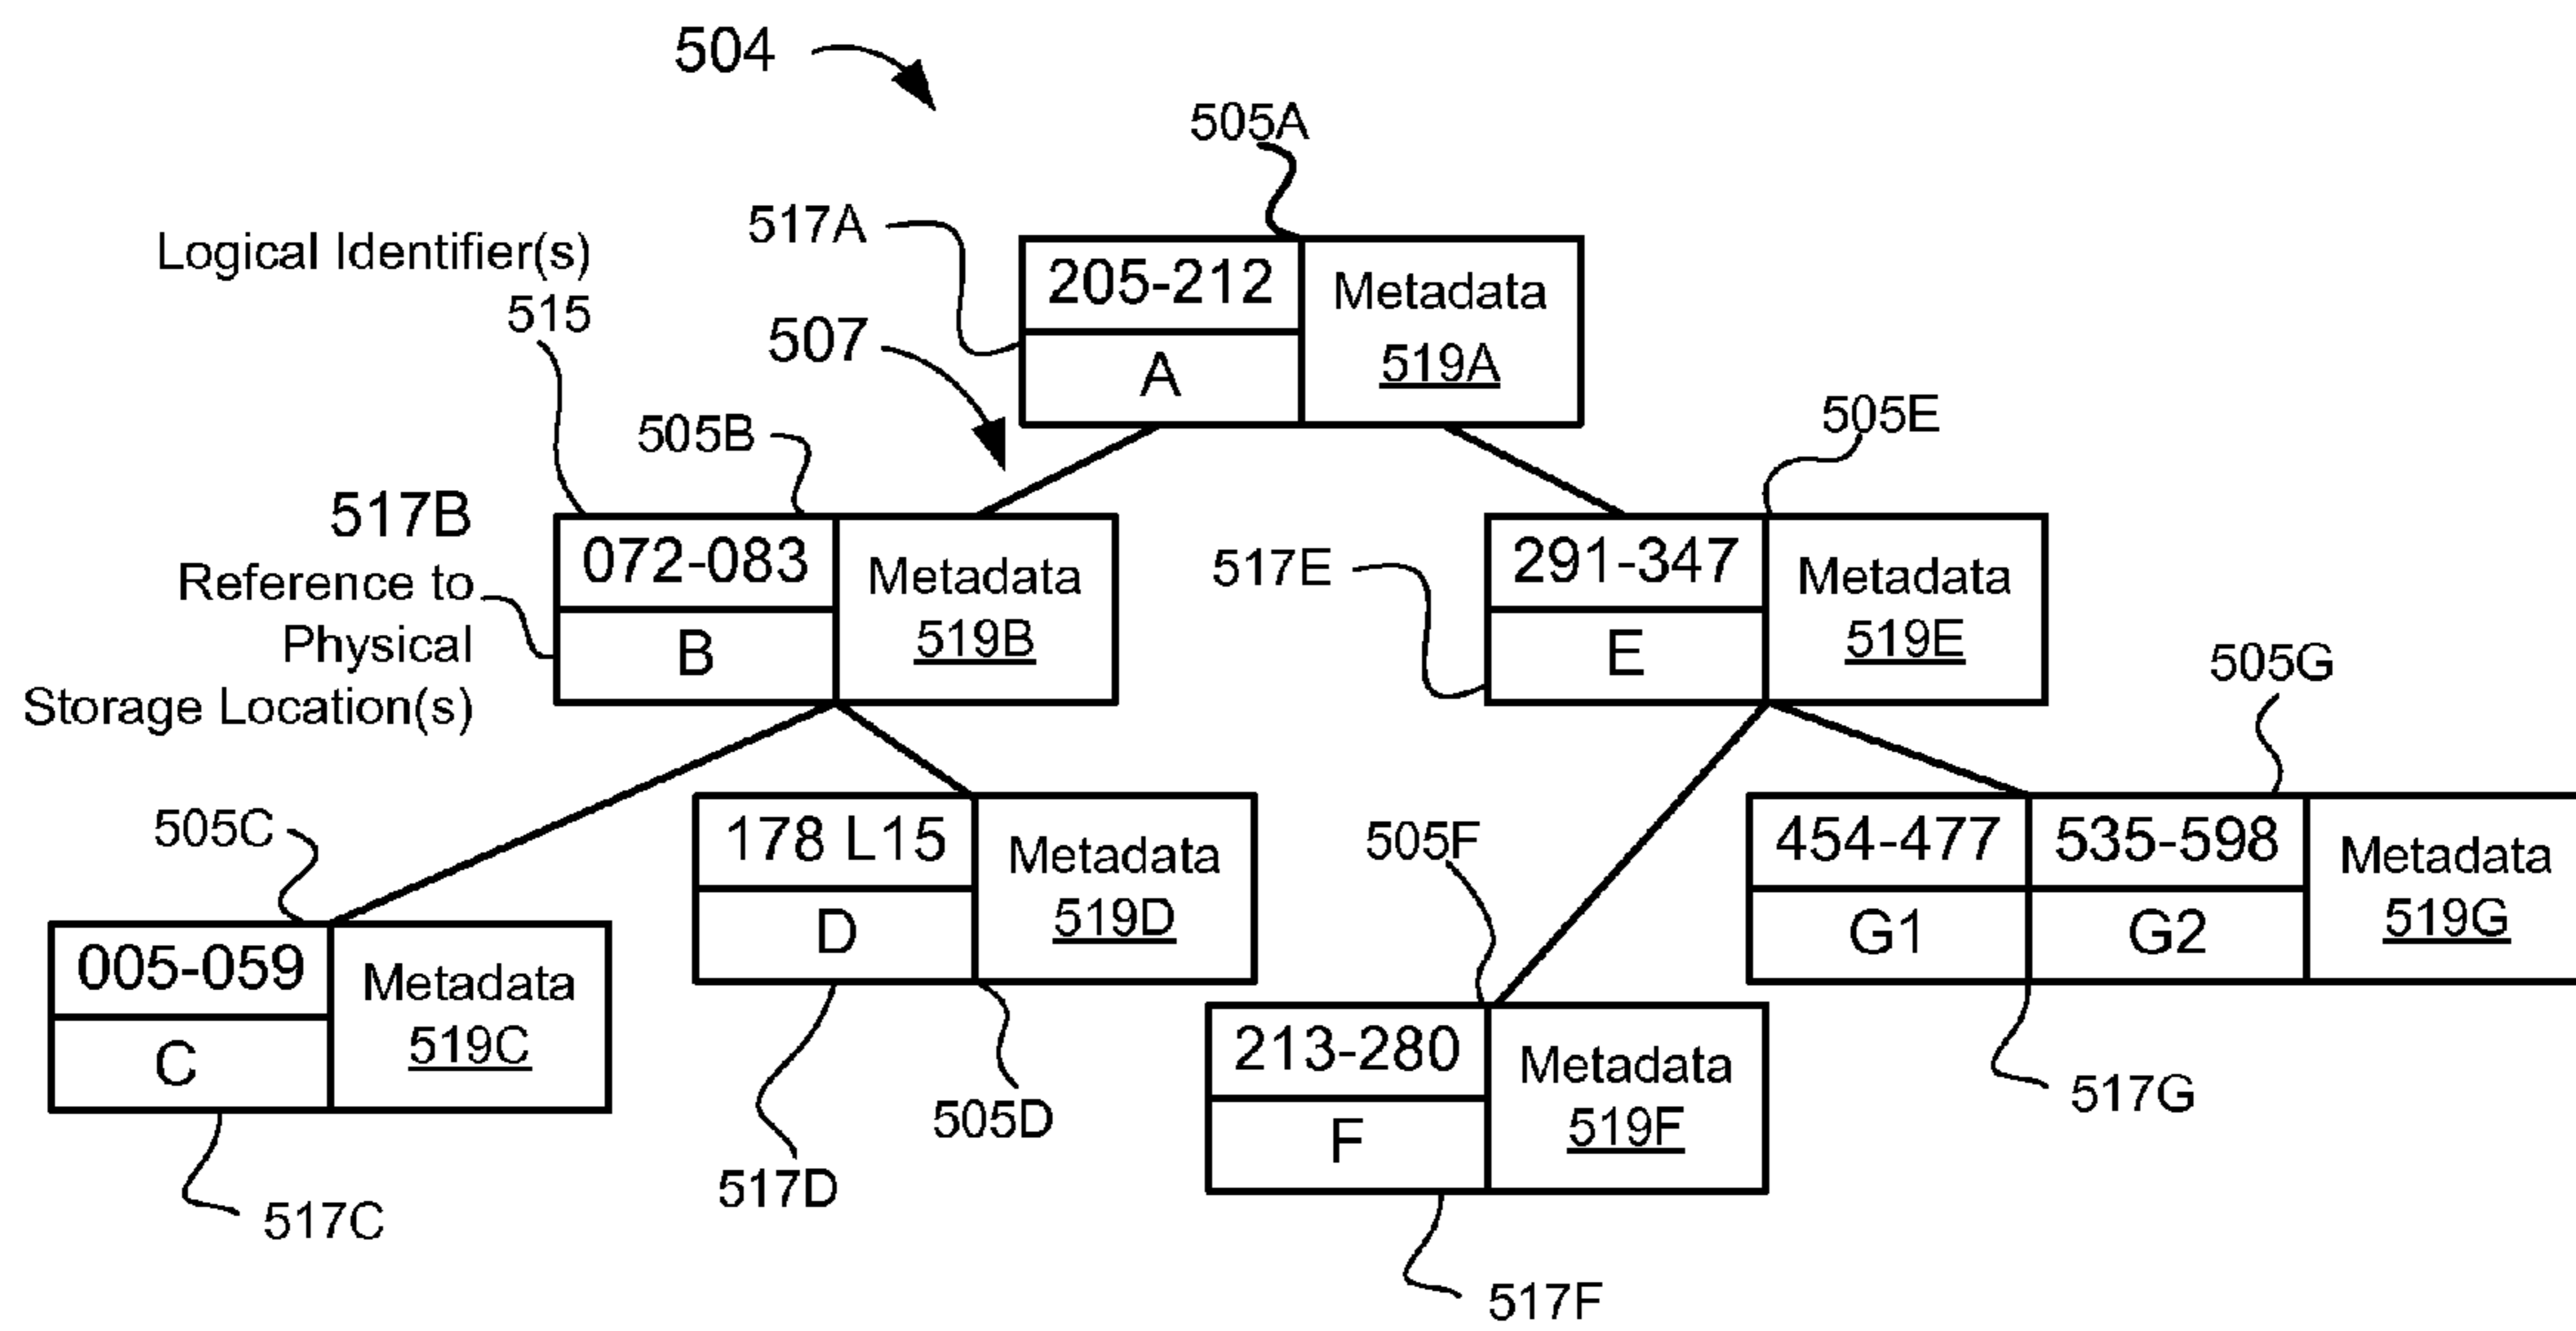 504
505A
517A
Logical Identifier(s)
515
205-212
Metadata
519A
A
507
505B
505E
517B
Reference to
Physical
Storage Location(s)
072-083
Metadata
519B
B
517E
291-347
Metadata
519E
E
505G
505C
178 L15
Metadata
519D
D
505F
454-477
535-598
Metadata
519G
G1
G2
005-059
Metadata
519C
C
213-280
Metadata
519F
F
505D
517G
517D
517C
517F